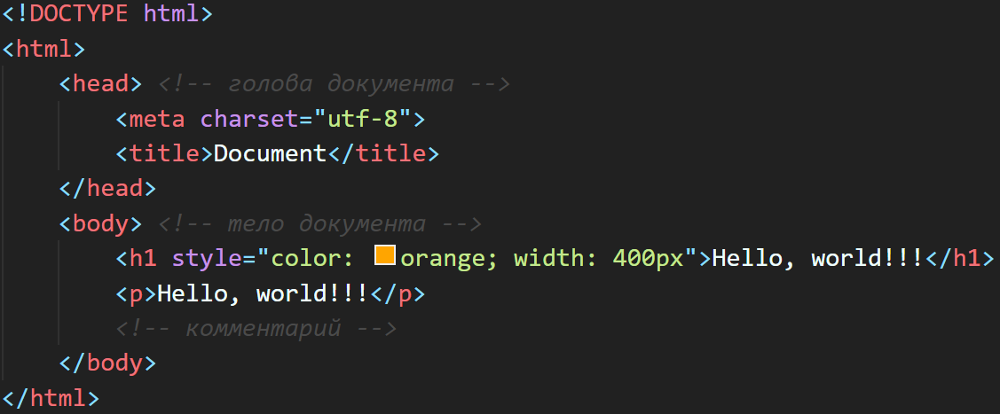 <!DOCTYPE html>
<html>
<head> <!-- голова документа -->
<meta charset="utf-8">
<title>Document</title>
</head>
<body> <!-- тело документа -->
<h1 style="color: orange; width: 400px">Hello, world!!!</h1>
<p>Hello, world!!!</p>
<!-- комментарий -->
</body>
</html>